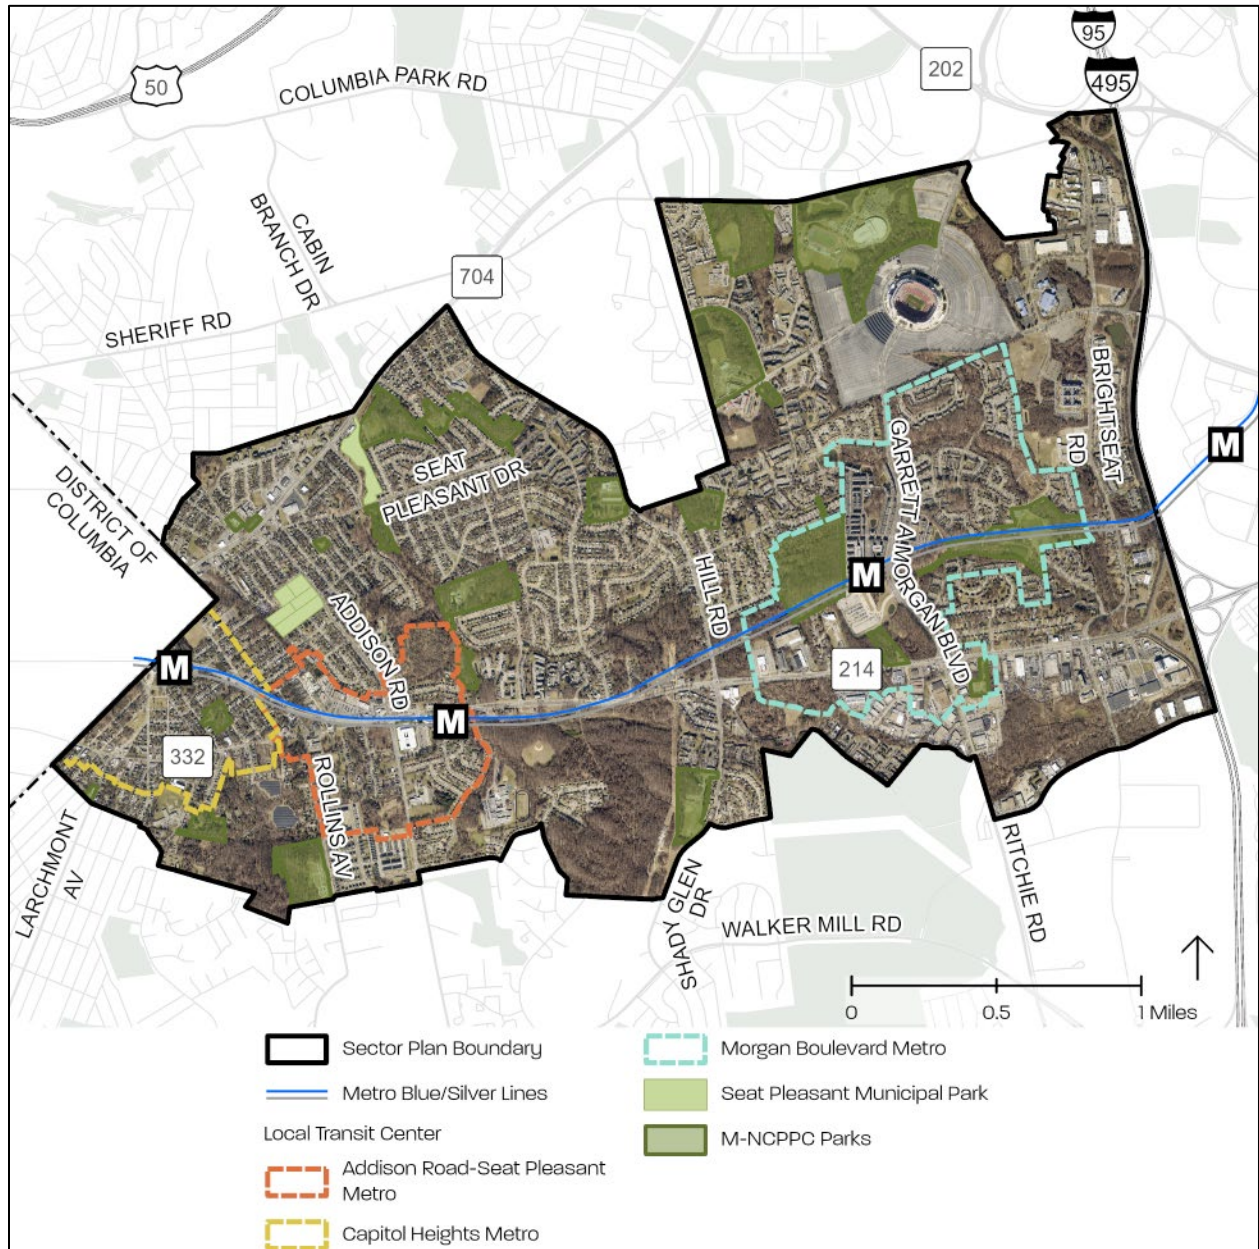 95
50
202
495
COLUMBIA PARK RD
CABIN
BRANCH DR
704
SHERIFF RD
BRIGHTSEAT
RD
GARRETT A MORGAN BLVD
M
SEAT
PLEASANT DR
DISTRICT OF
COLUMBIA
HILL RD
M
ADDISON RD
M
214
M
332
ROLLINS AV
LARCHMONT
AV
SHADY GLEN
DR
WALKER MILL RD
RITCHIE RD
0 0.5 1 Miles
Sector Plan Boundary
Metro Blue/Silver Lines
Local Transit Center
Addison Road-Seat Pleasant
Metro
Capitol Heights Metro
Morgan Boulevard Metro
Seat Pleasant Municipal Park
M-NCPPC Parks